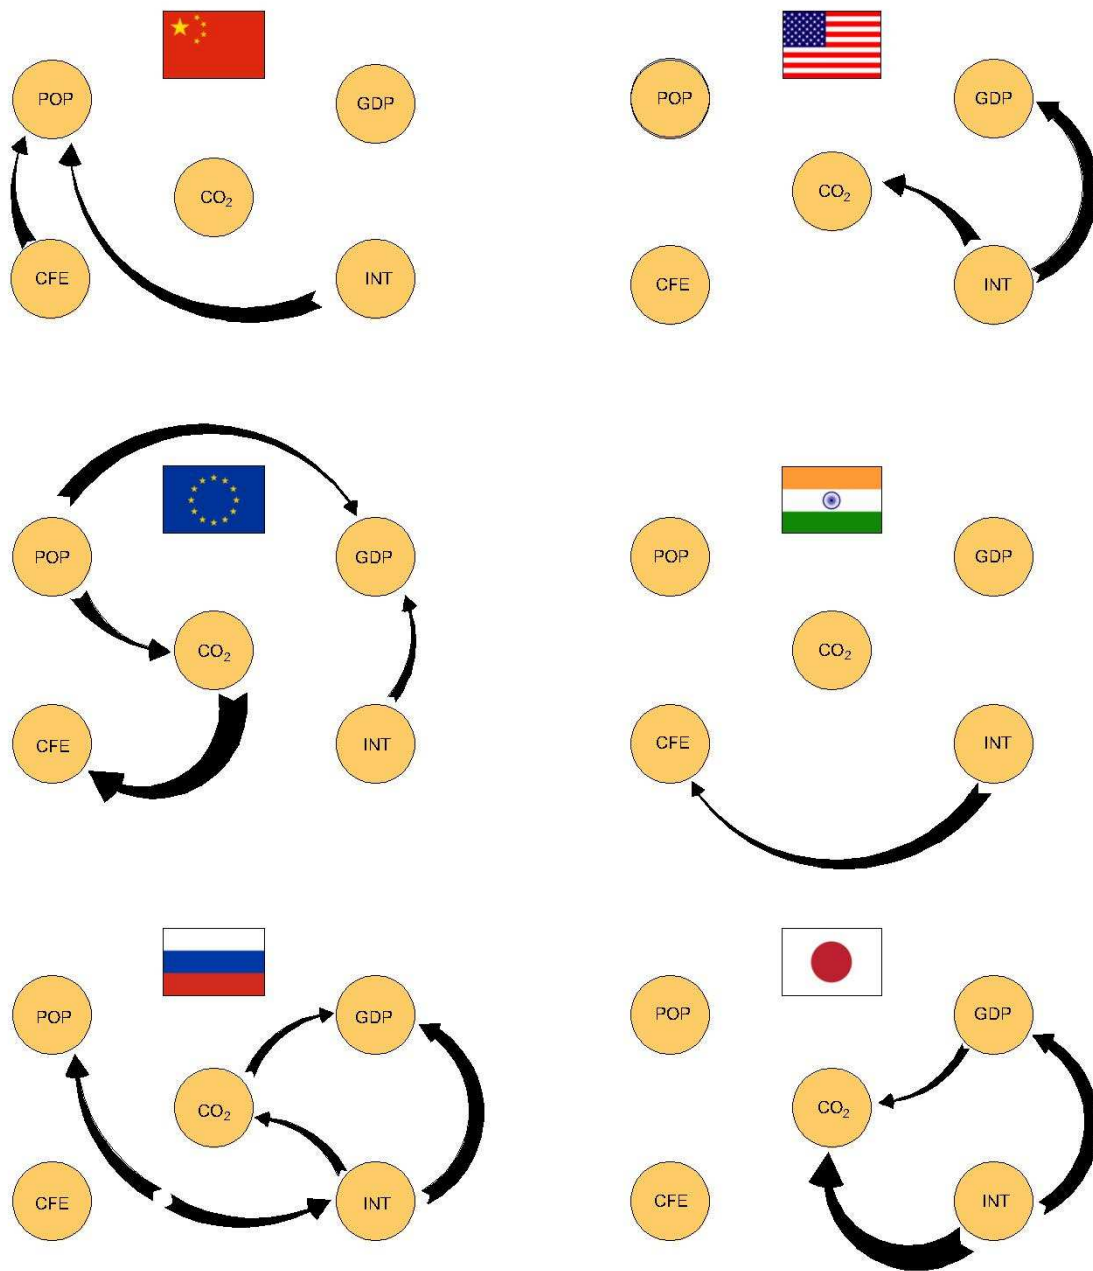 POP
GDP
CO₂
CFE
INT
POP
GDP
CO₂
CFE
INT
POP
GDP
CO₂
CFE
INT
POP
GDP
CO₂
CFE
INT
POP
GDP
CO₂
CFE
INT
POP
GDP
CO₂
CFE
INT